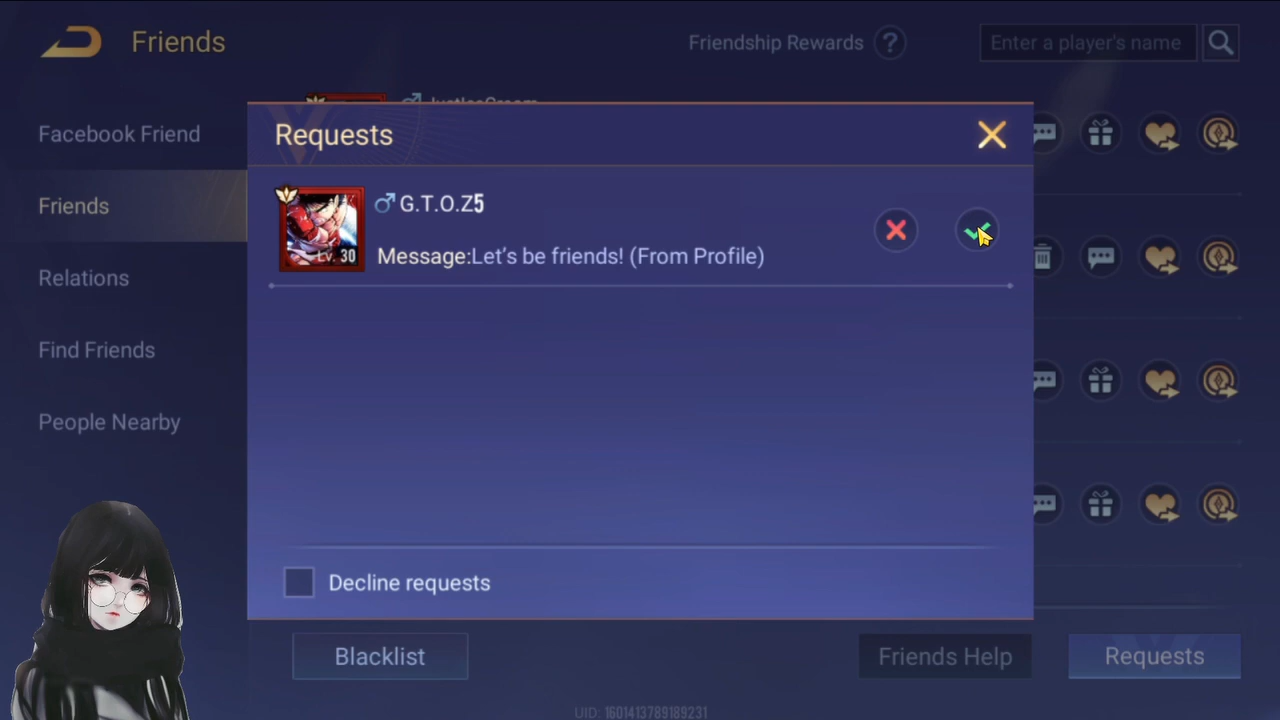 Friends
Friendship Rewards ?
Enter a player's name
Facebook Friend
Friends
Relations
Find Friends
People Nearby
Requests
G.T.O.Z5
Lv. 30
Message:Let's be friends! (From Profile)
Decline requests
Blacklist
Friends Help
Requests
UID: 1601413789189231